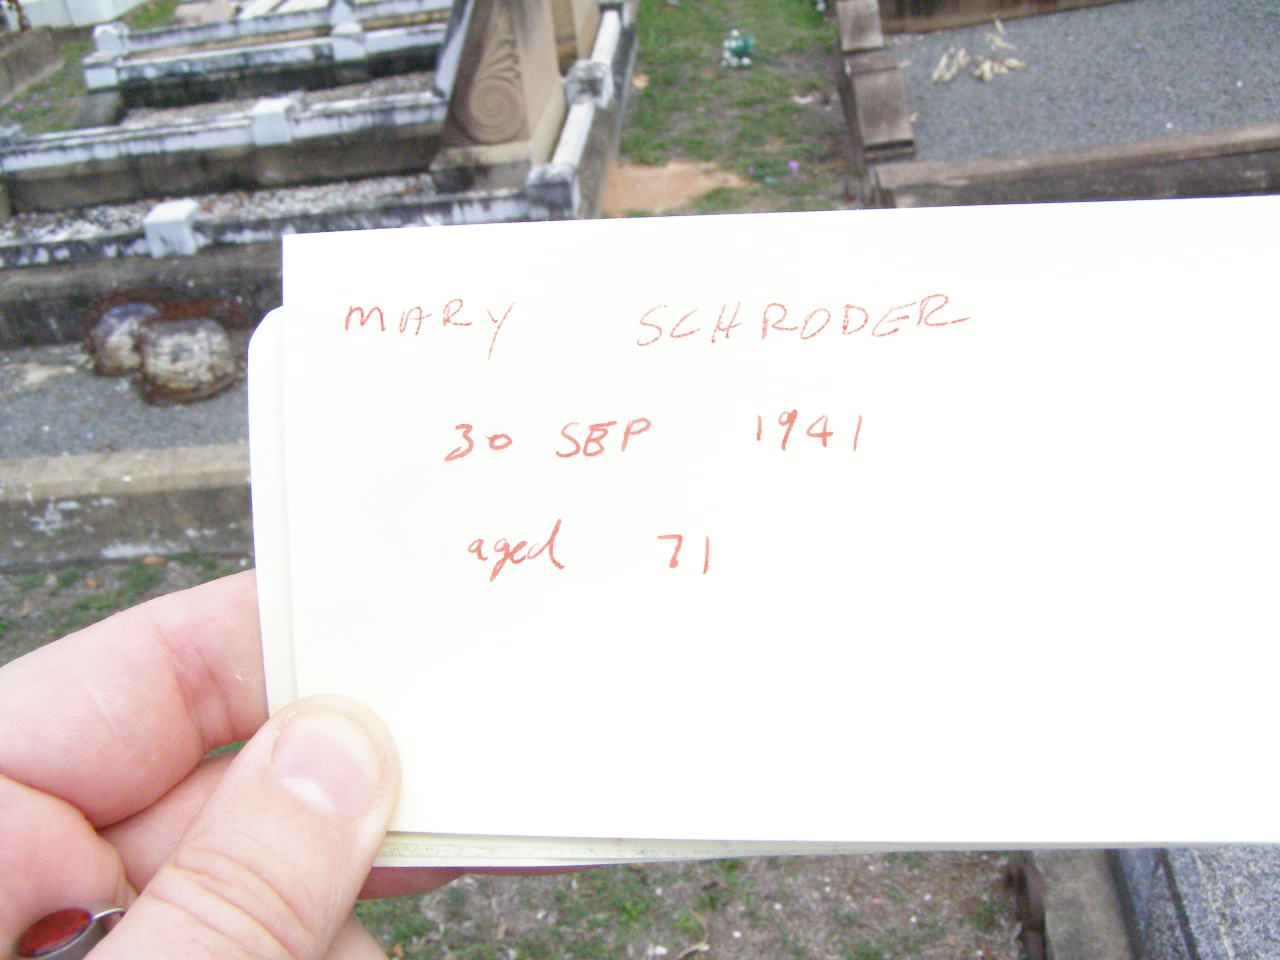 MARY SCHRODER
30 SEP 1941
aged 71